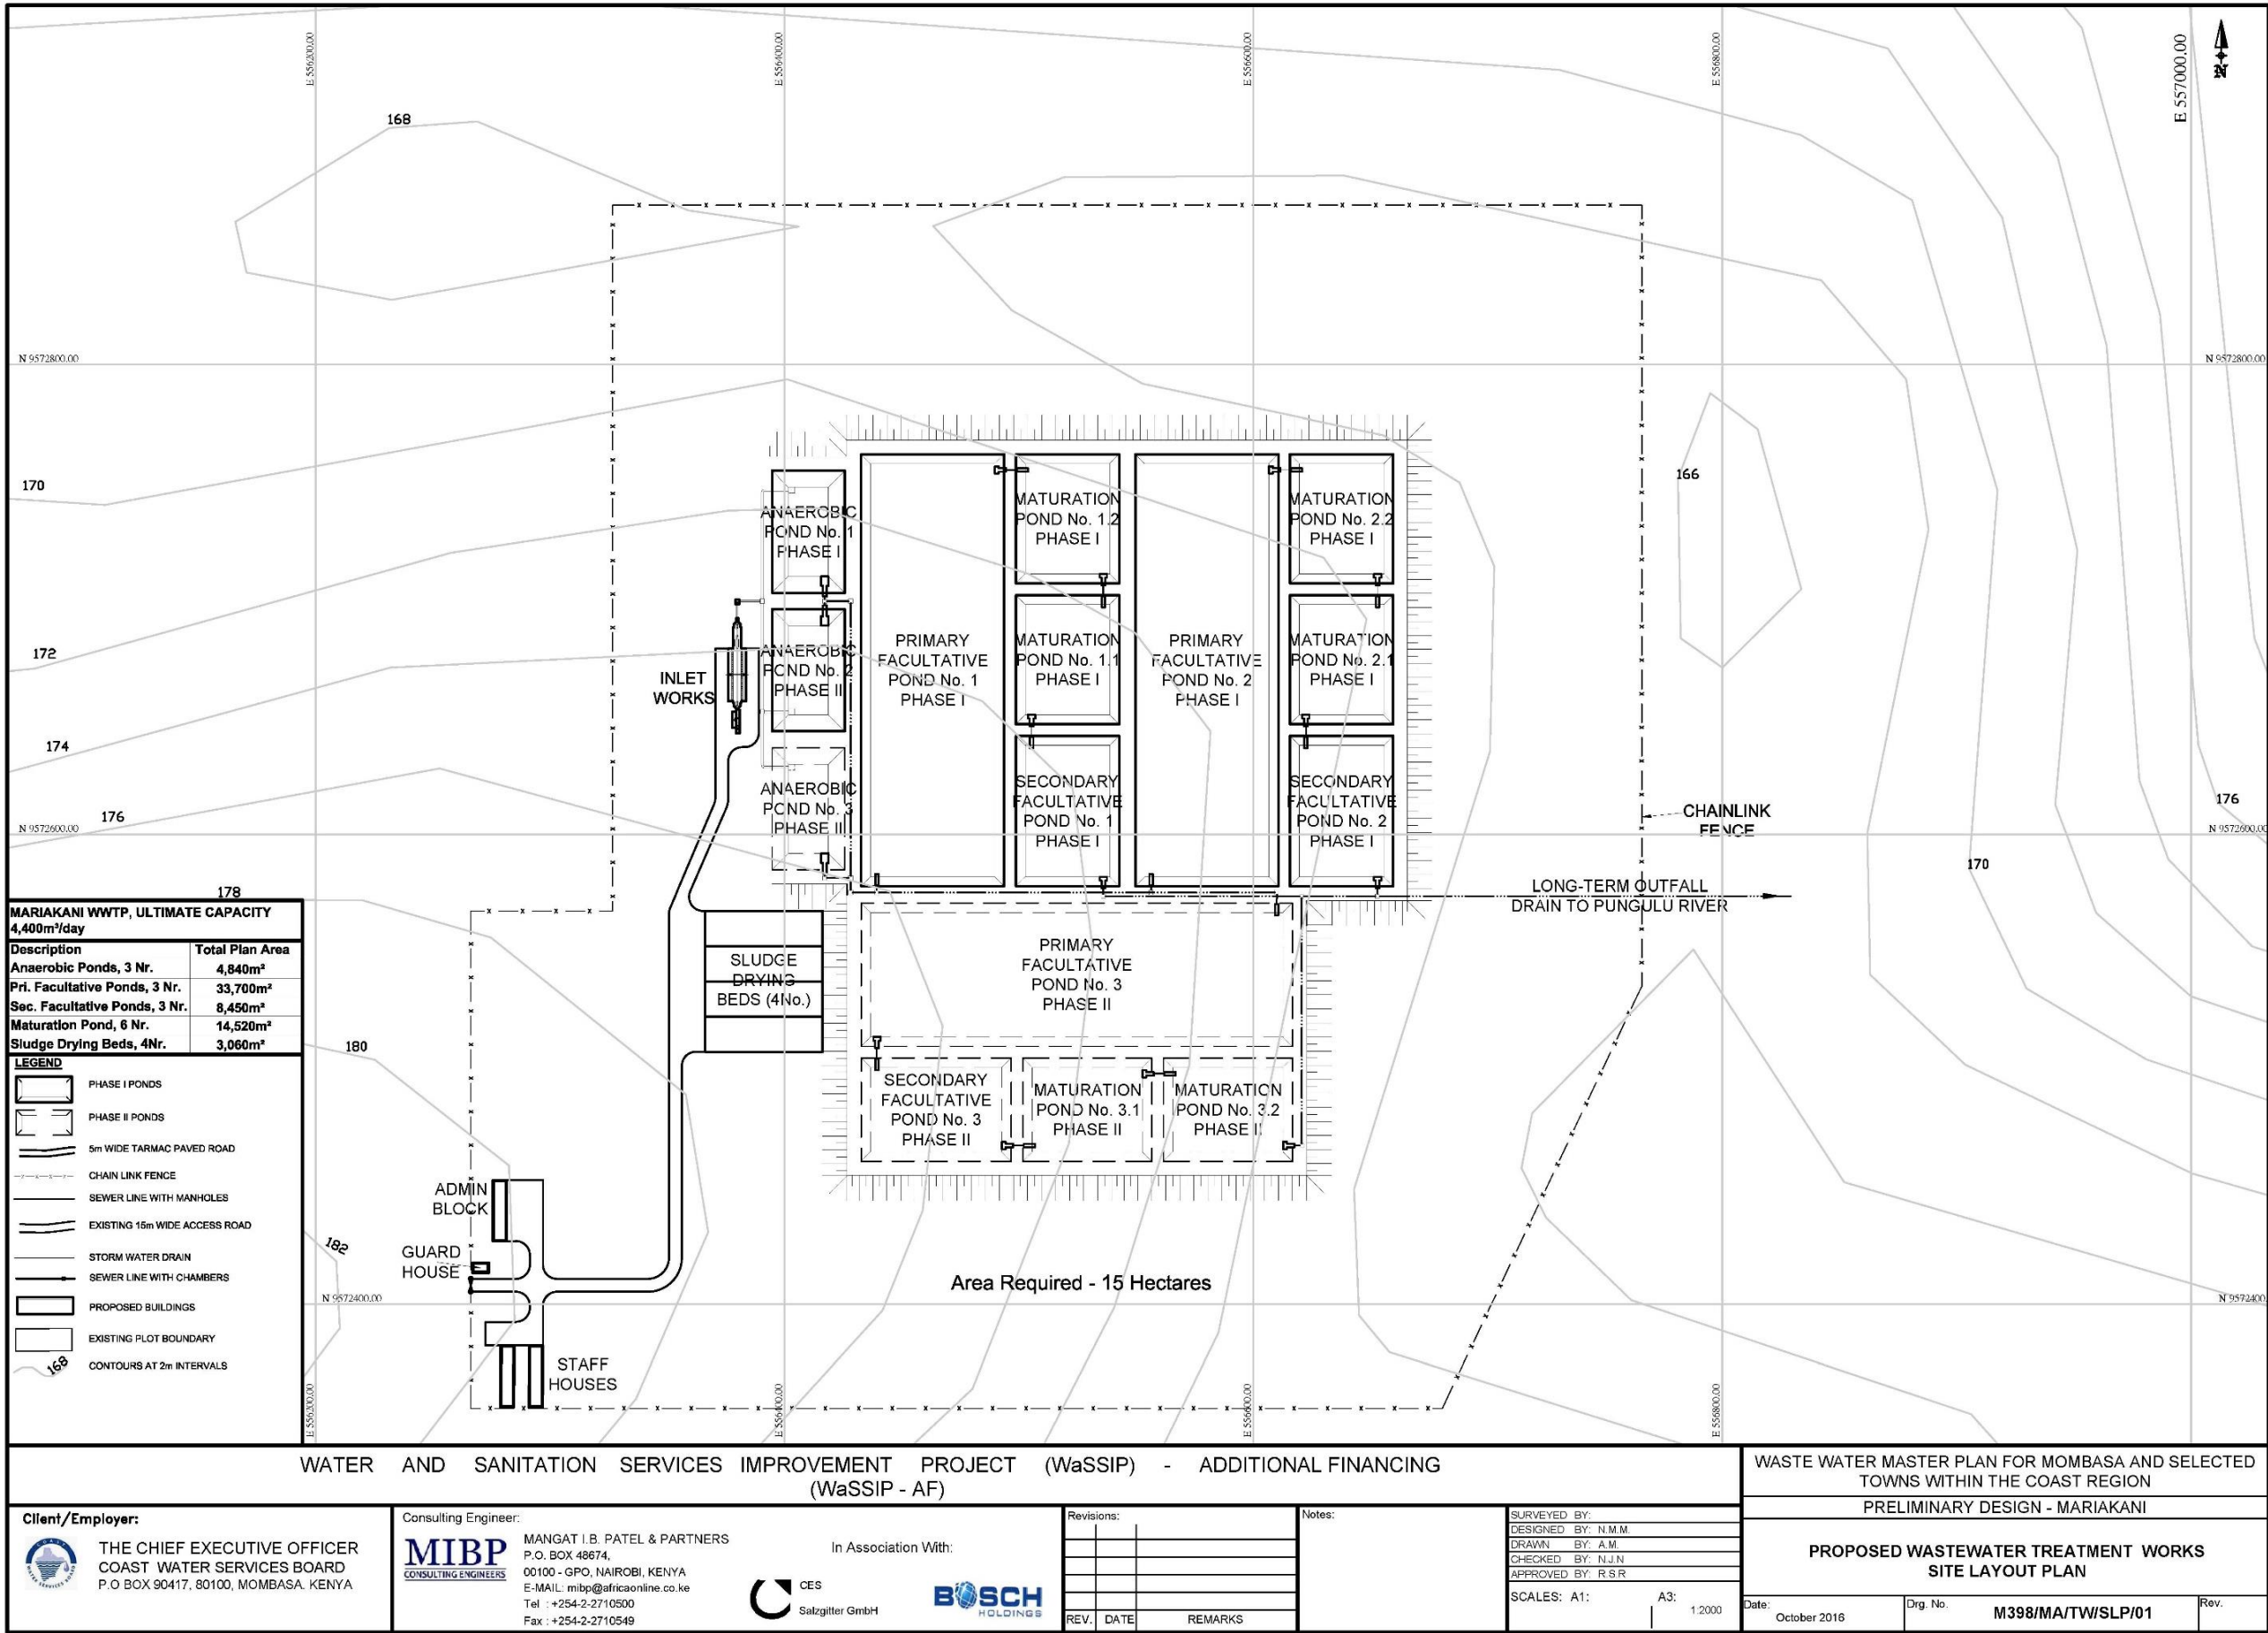 E 556200.00
E 556400.00
E 556600.00
E 556800.00
E 557000.00
N
168
N 9572800.00
N 9572800.00
170
166
ANAEROBIC
POND No. 1
PHASE I
MATURATION
POND No. 1.2
PHASE I
MATURATION
POND No. 2.2
PHASE I
172
INLET
WORKS
ANAEROBIC
POND No. 2
PHASE II
PRIMARY
FACULTATIVE
POND No. 1
PHASE I
MATURATION
POND No. 1.1
PHASE I
PRIMARY
FACULTATIVE
POND No. 2
PHASE I
MATURATION
POND No. 2.1
PHASE I
174
176
ANAEROBIC
POND No. 3
PHASE II
SECONDARY
FACULTATIVE
POND No. 1
PHASE I
SECONDARY
FACULTATIVE
POND No. 2
PHASE I
CHAINLINK
FENCE
176
N 9572600.00
N 9572600.00
170
178
LONG-TERM OUTFALL
DRAIN TO PUNGULU RIVER
MARIAKANI WWTP, ULTIMATE CAPACITY
4,400m³/day
Description Total Plan Area
Anaerobic Ponds, 3 Nr. 4,840m²
Pri. Facultative Ponds, 3 Nr. 33,700m²
Sec. Facultative Ponds, 3 Nr. 8,450m²
Maturation Pond, 6 Nr. 14,520m²
Sludge Drying Beds, 4Nr. 3,060m²
SLUDGE
DRYING
BEDS (4No.)
PRIMARY
FACULTATIVE
POND No. 3
PHASE II
180
SECONDARY
FACULTATIVE
POND No. 3
PHASE II
MATURATION
POND No. 3.1
PHASE II
MATURATION
POND No. 3.2
PHASE II
LEGEND
PHASE I PONDS
PHASE II PONDS
5m WIDE TARMAC PAVED ROAD
CHAIN LINK FENCE
SEWER LINE WITH MANHOLES
EXISTING 15m WIDE ACCESS ROAD
STORM WATER DRAIN
SEWER LINE WITH CHAMBERS
PROPOSED BUILDINGS
EXISTING PLOT BOUNDARY
168 CONTOURS AT 2m INTERVALS
ADMIN
BLOCK
182
GUARD
HOUSE
Area Required - 15 Hectares
N 9572400.00
N 9572400
STAFF
HOUSES
E 556200.00
E 556400.00
E 556600.00
E 556800.00
WATER AND SANITATION SERVICES IMPROVEMENT PROJECT (WaSSIP) - ADDITIONAL FINANCING
(WaSSIP - AF)
WASTE WATER MASTER PLAN FOR MOMBASA AND SELECTED
TOWNS WITHIN THE COAST REGION
PRELIMINARY DESIGN - MARIAKANI
PROPOSED WASTEWATER TREATMENT WORKS
SITE LAYOUT PLAN
Client/Employer:
THE CHIEF EXECUTIVE OFFICER
COAST WATER SERVICES BOARD
P.O BOX 90417, 80100, MOMBASA. KENYA
Consulting Engineer:
MIBP
CONSULTING ENGINEERS
MANGAT I.B. PATEL & PARTNERS
P.O. BOX 48674,
00100 - GPO, NAIROBI, KENYA
E-MAIL: mibp@africaonline.co.ke
Tel : +254-2-2710500
Fax : +254-2-2710549
In Association With:
CES
Salzgitter GmbH
BOSCH
HOLDINGS
Revisions:
REV. DATE REMARKS
Notes:
SURVEYED BY:
DESIGNED BY: N.M.M.
DRAWN BY: A.M.
CHECKED BY: N.J.N
APPROVED BY: R.S.R
SCALES: A1: A3:
1:2000
Date:
October 2016
Drg. No.
M398/MA/TW/SLP/01
Rev.